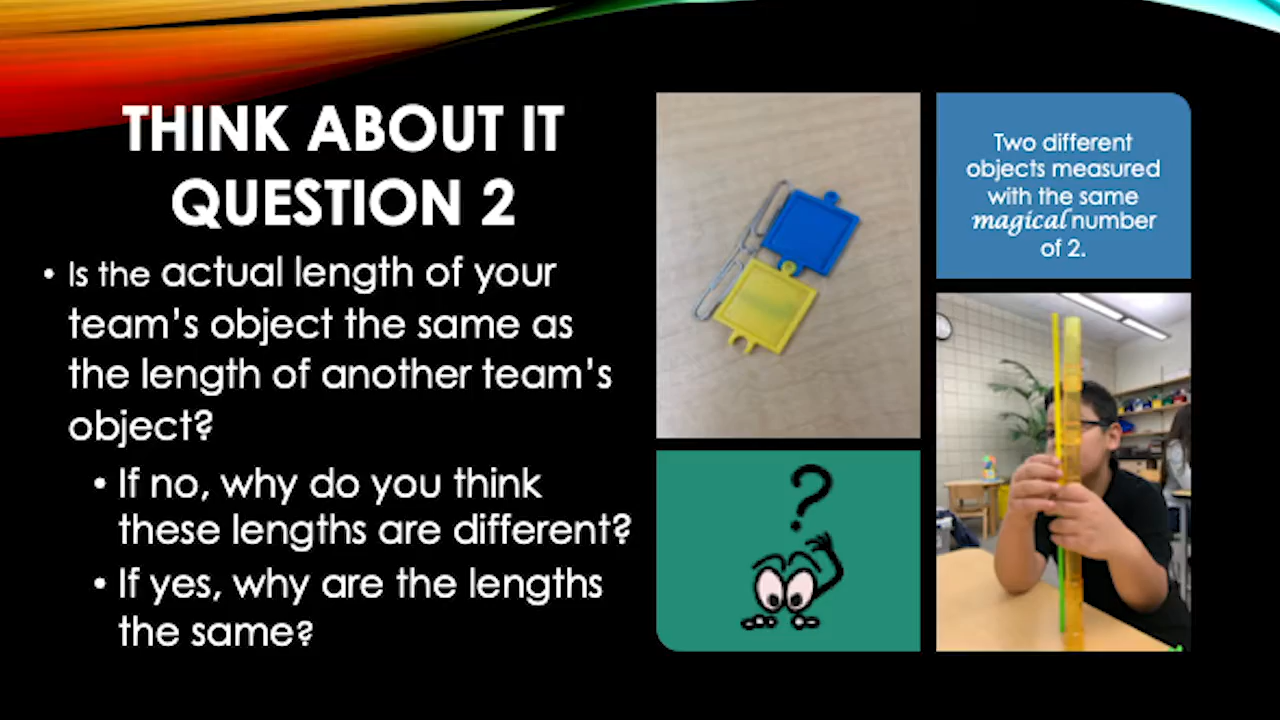 THINK ABOUT IT
QUESTION 2
• Is the actual length of your
team's object the same as
the length of another team's
object?
• If no, why do you think
these lengths are different?
• If yes, why are the lengths
the same?
Two different
objects measured
with the same
magical number
of 2.
?